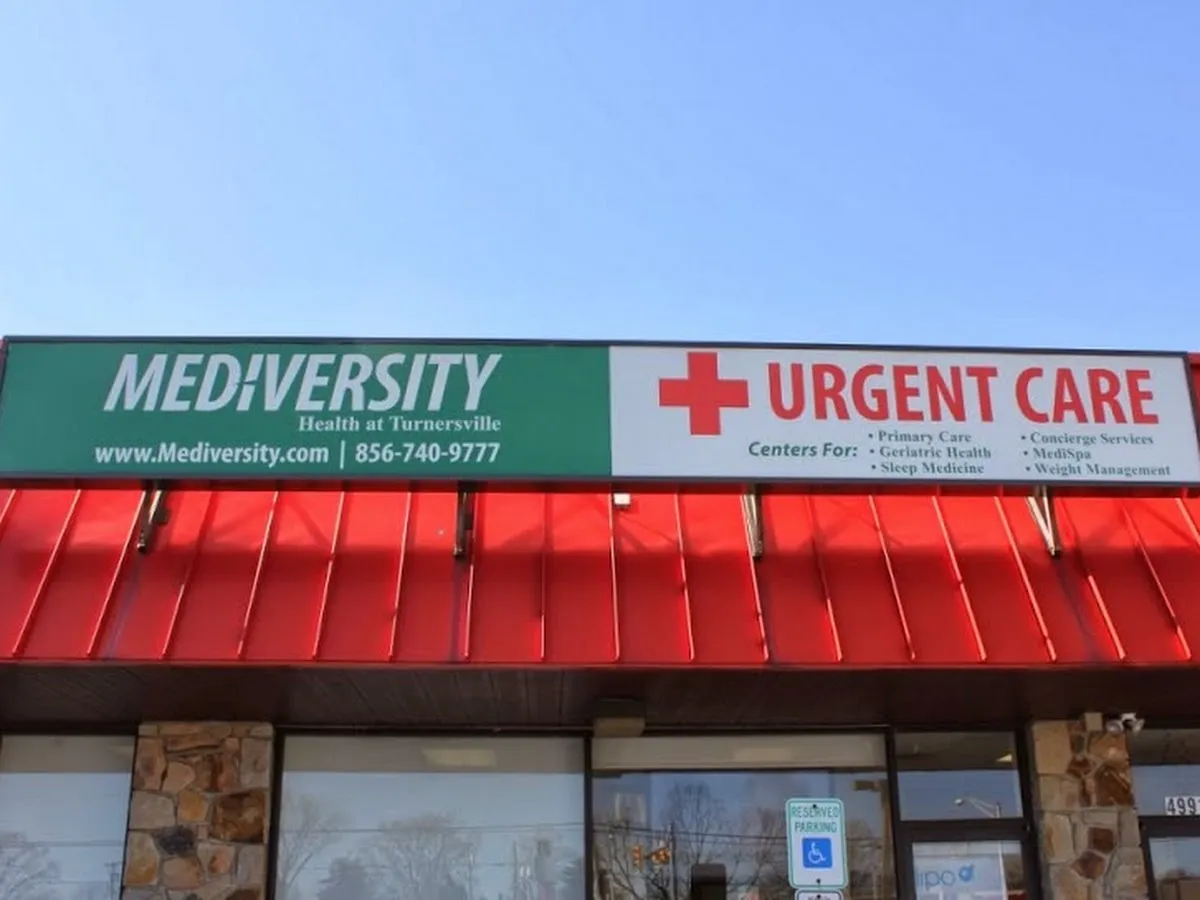 MEDIVERSITY
Health at Turnersville
www.Mediversity.com | 856-740-9777
URGENT CARE
Centers For:
• Primary Care
• Geriatric Health
• Sleep Medicine
• Concierge Services
• MediSpa
• Weight Management
RESERVED
PARKING